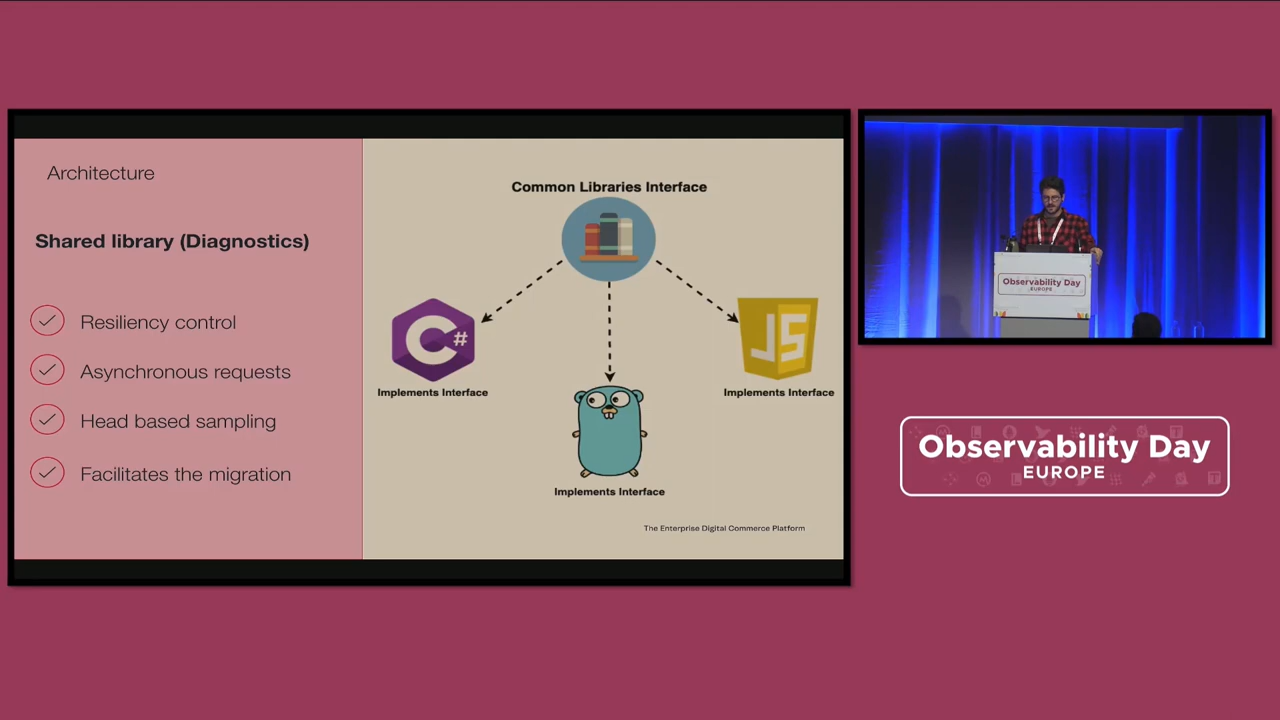 Architecture
Shared library (Diagnostics)
Resiliency control
Asynchronous requests
Head based sampling
Facilitates the migration
Common Libraries Interface
C#
Implements Interface
JS
Implements Interface
Implements Interface
The Enterprise Digital Commerce Platform
Observability Day
EUROPE
Observability Day
EUROPE